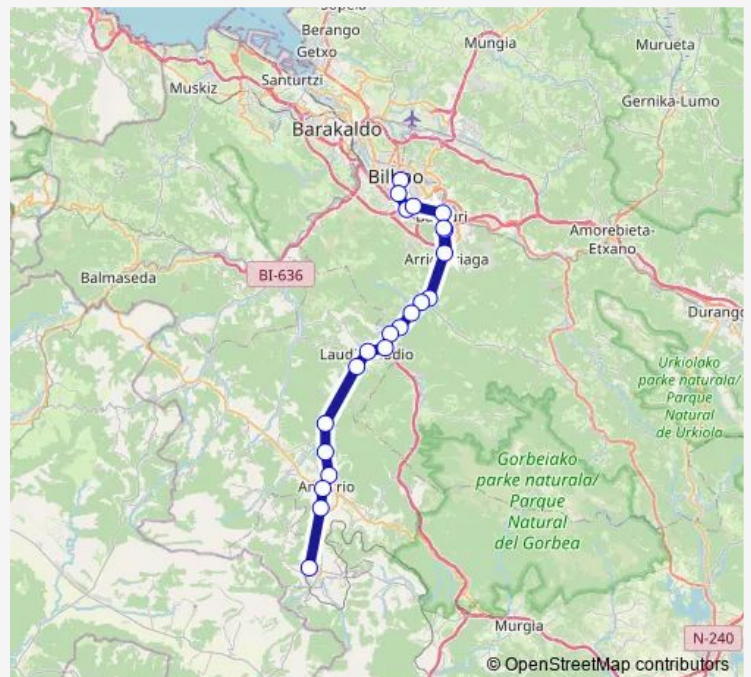 Berango
Getxo
Mungia
Murueta
Santurtzi
Muskiz
Gernika-Lumo
Barakaldo
Amorebieta-
Etxano
BI-636
Balmaseda
Durango
Urkiolako
parke naturala/
Parque
Natural
de Urkiola
Gorbeiako
parke naturala/
Parque
Natural
del Gorbea
Murgia
N-240
© OpenStreetMap contributors